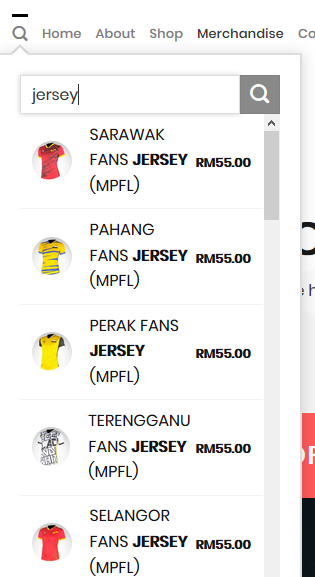 Home About Shop Merchandise Co
jersey
SARAWAK
FANS JERSEY
(MPFL)
RM55.00
PAHANG
FANS JERSEY
(MPFL)
RM55.00
PERAK FANS
JERSEY
(MPFL)
RM55.00
TERENGGANU
FANS JERSEY
(MPFL)
RM55.00
SELANGOR
FANS JERSEY
RM55.00